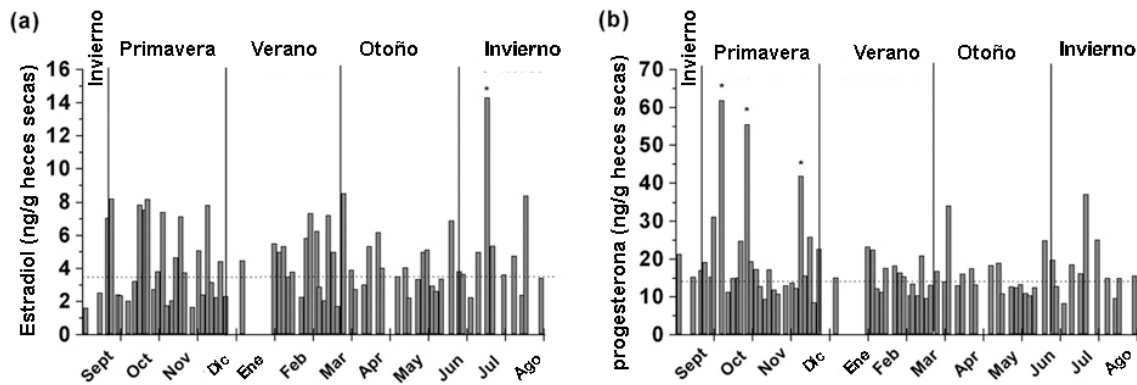 (a)
Invierno
Primavera
Verano
Otoño
Invierno
Estradiol (ng/g heces secas)
16
14
12
10
8
6
4
2
0
*
Sept
Oct
Nov
Dic
Ene
Feb
Mar
Abr
May
Jun
Jul
Ago
(b)
Invierno
Primavera
Verano
Otoño
Invierno
progesterona (ng/g heces secas)
70
60
50
40
30
20
10
0
*
*
*
Sept
Oct
Nov
Dic
Ene
Feb
Mar
Abr
May
Jun
Jul
Ago